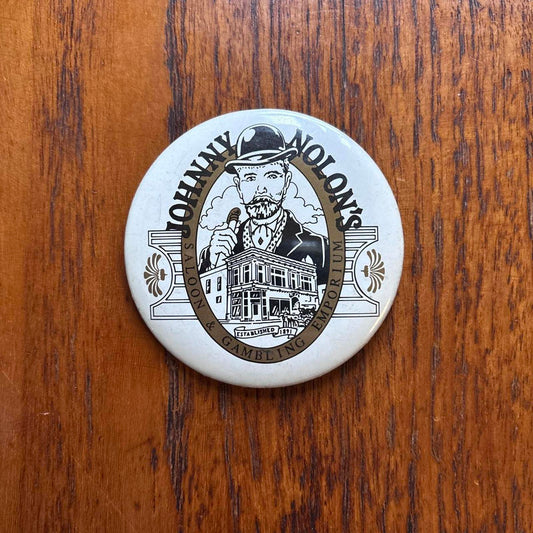 JOHNNY NOLON'S
SALOON & GAMBLING EMPORIUM
ESTABLISHED 1891